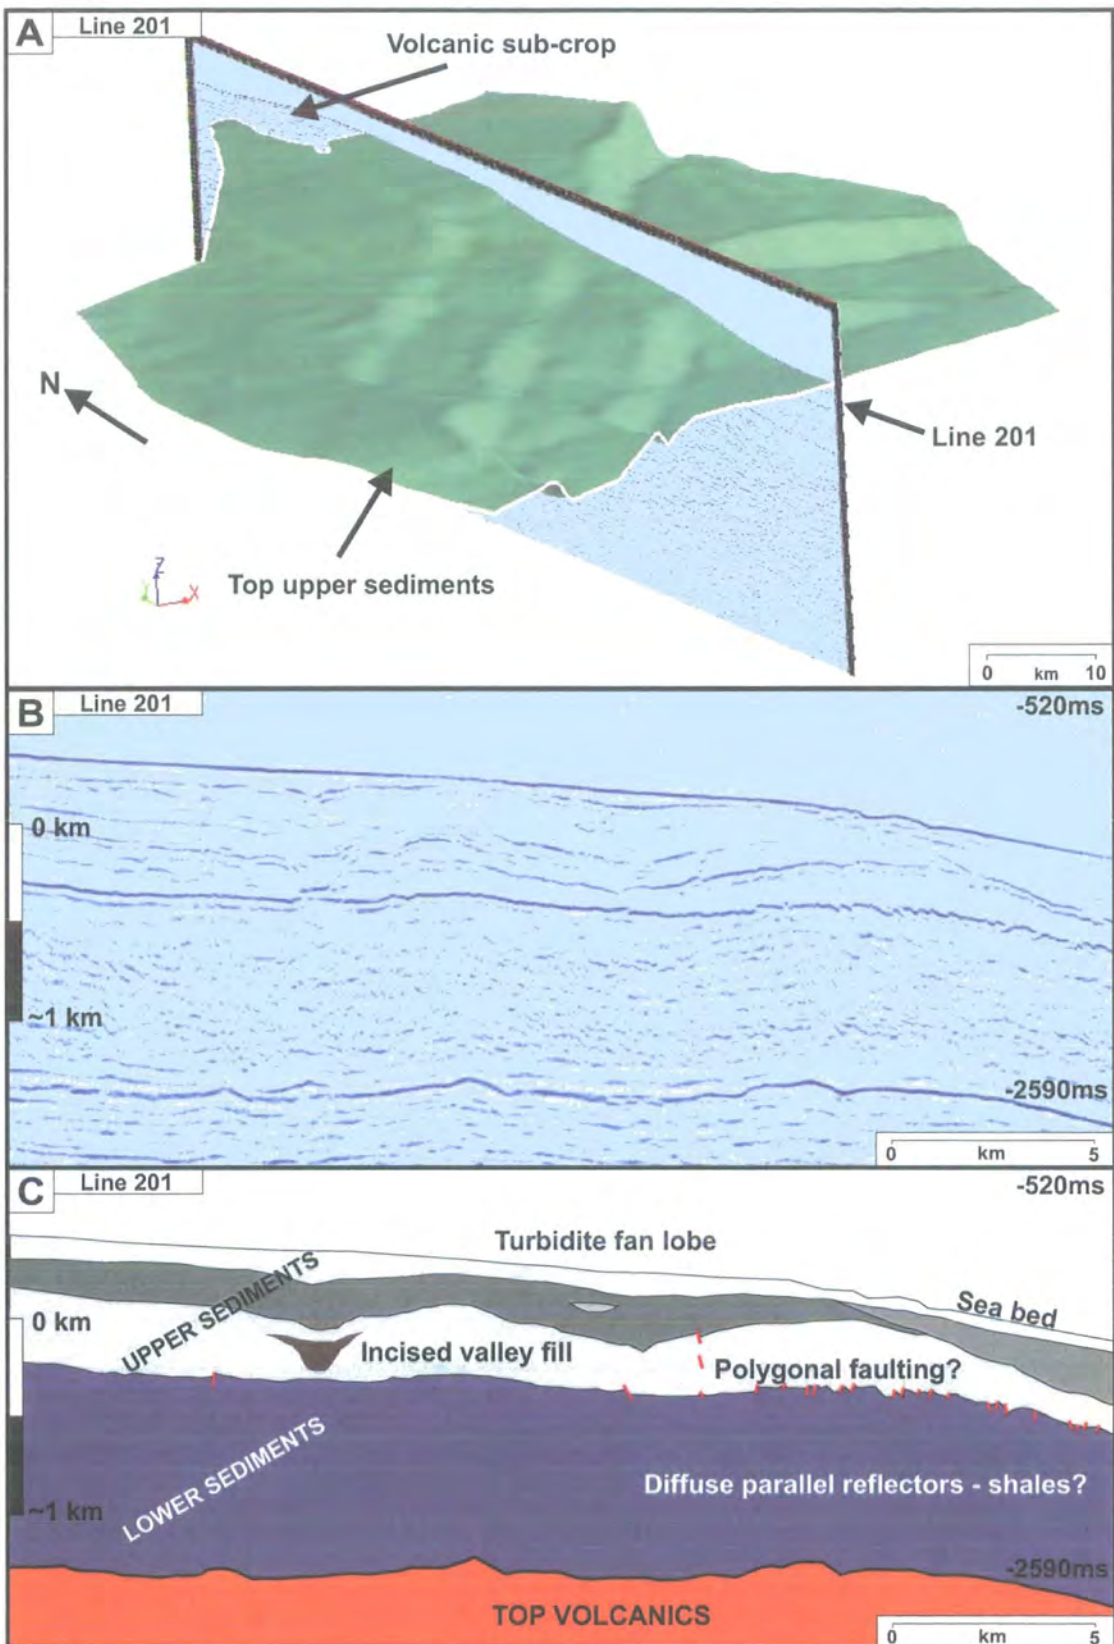 A
Line 201
Volcanic sub-crop
N
Line 201
Top upper sediments
Z
Y
X
0 km 10
B
Line 201
-520ms
0 km
~1 km
-2590ms
0 km 5
C
Line 201
-520ms
Turbidite fan lobe
UPPER SEDIMENTS
Sea bed
0 km
Incised valley fill
Polygonal faulting?
LOWER SEDIMENTS
Diffuse parallel reflectors - shales?
~1 km
-2590ms
TOP VOLCANICS
0 km 5